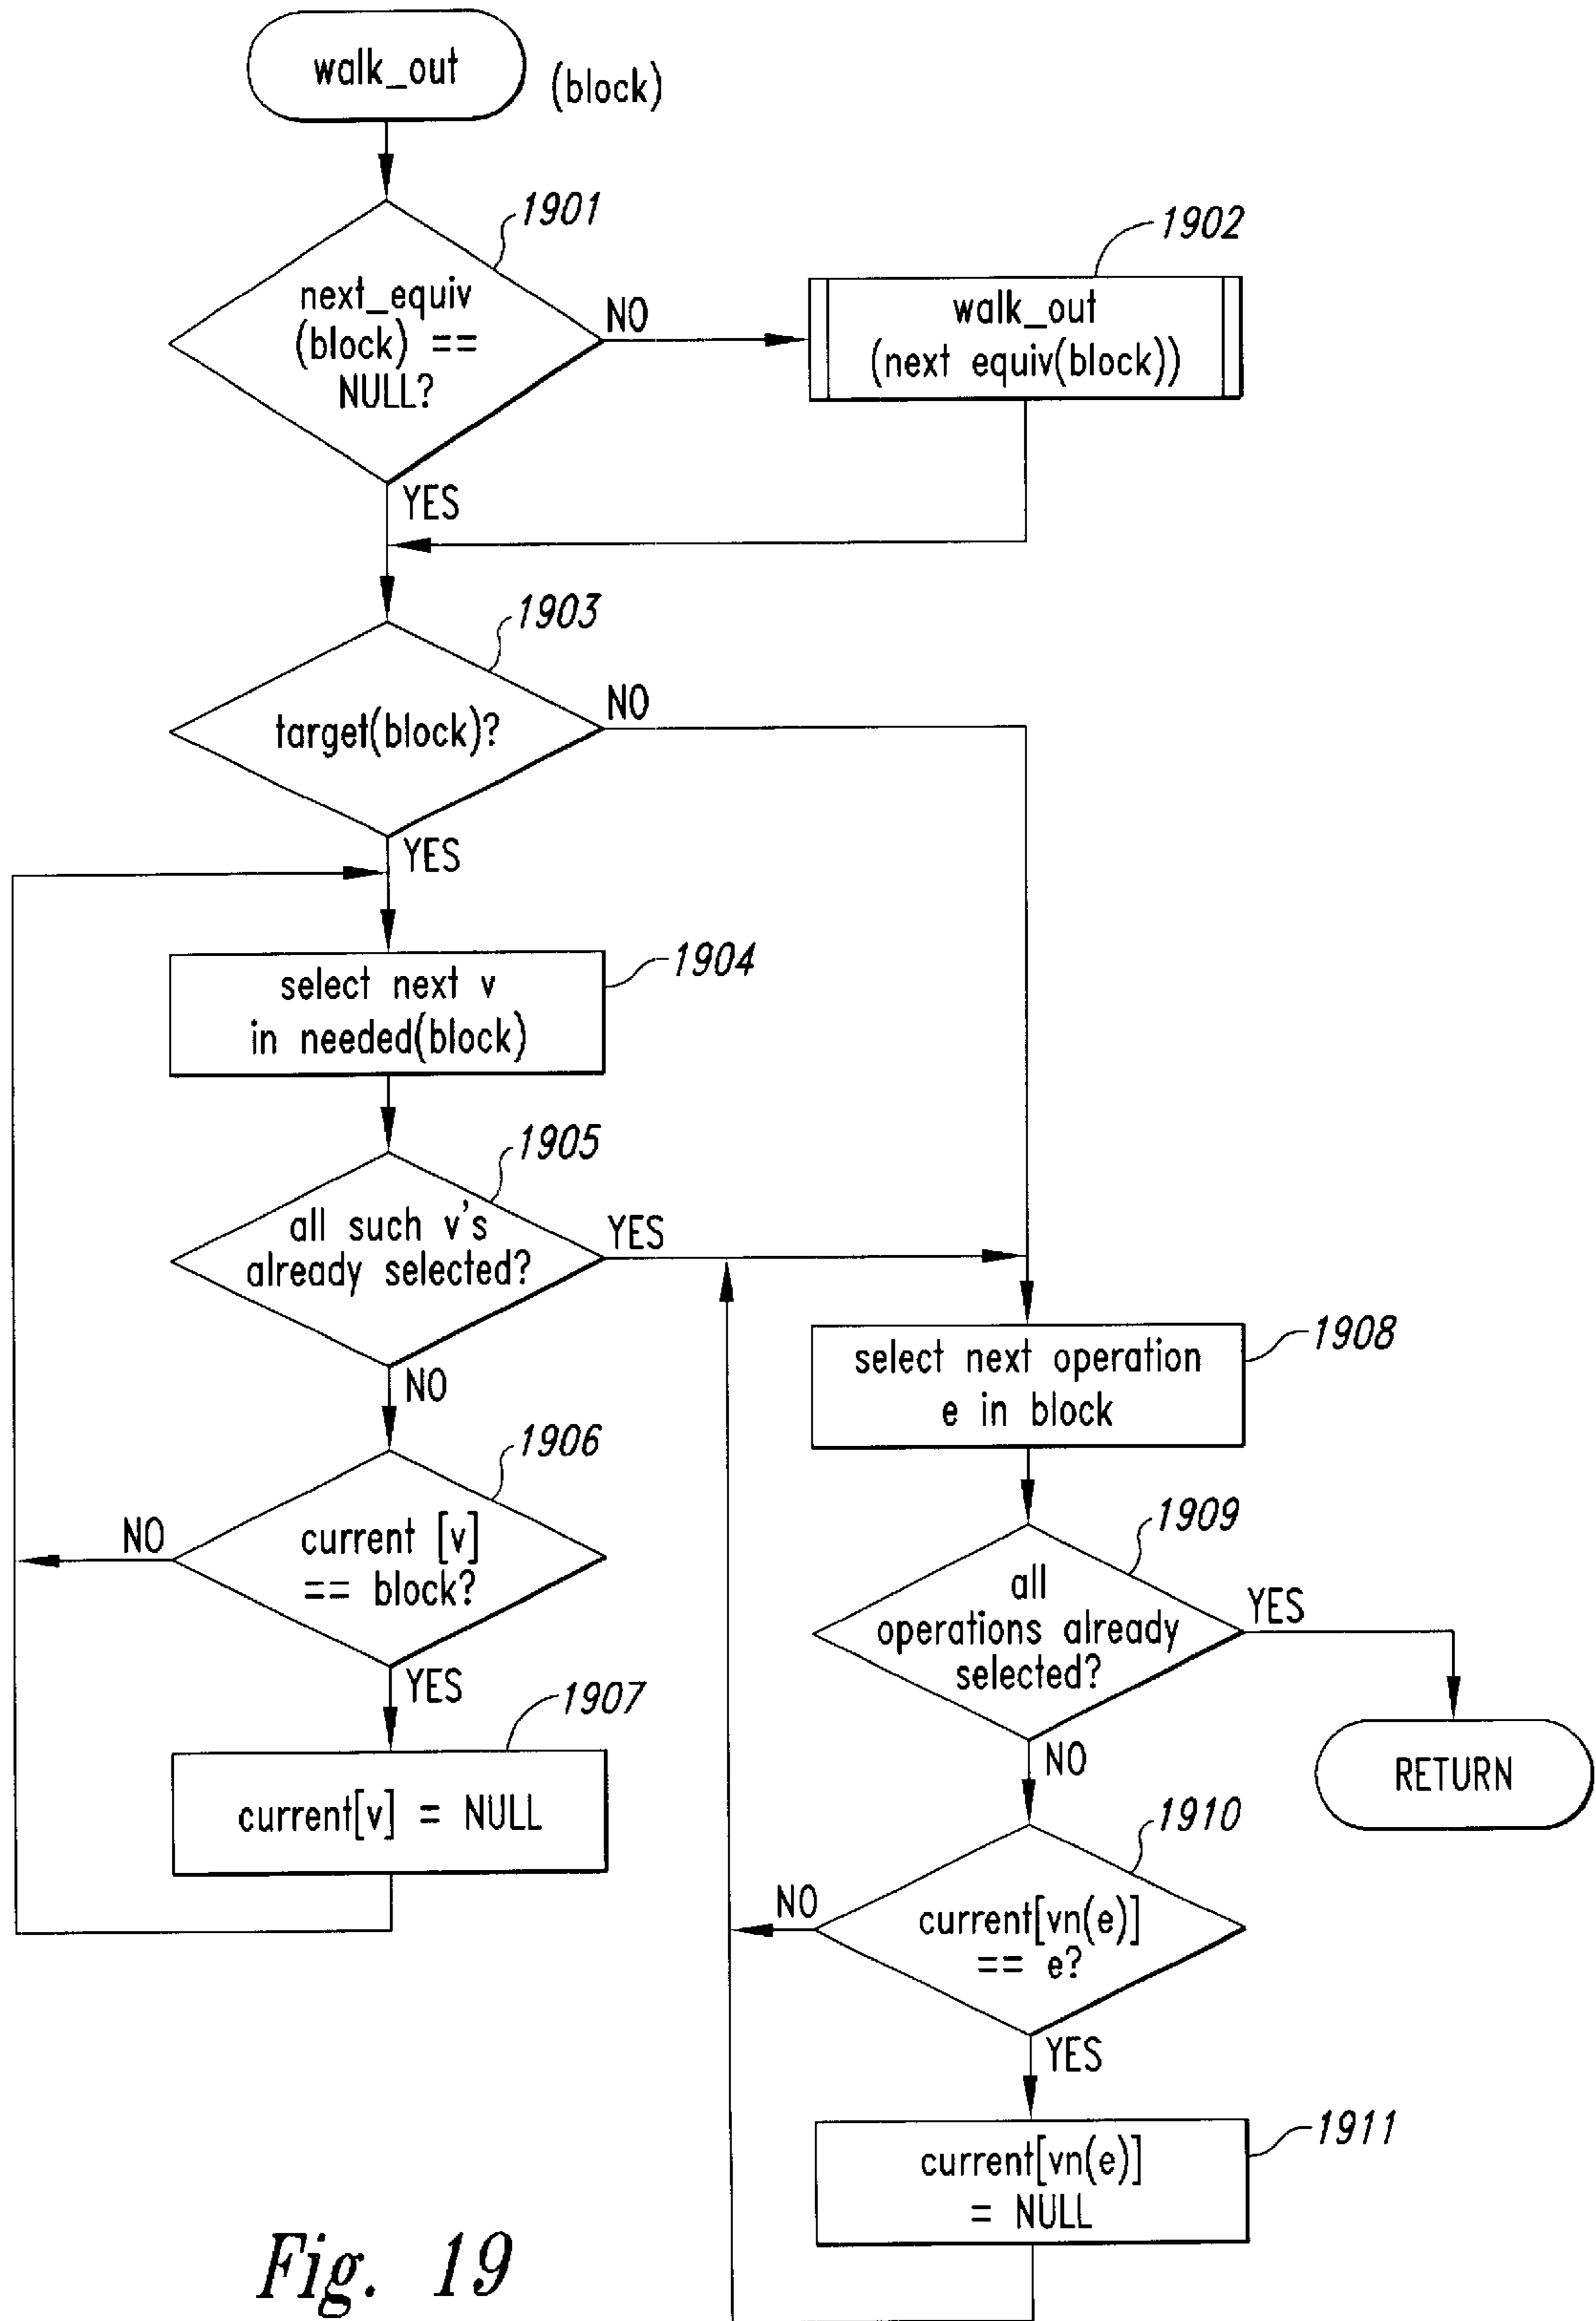 walk_out
(block)
1901
next_equiv
(block) ==
NULL?
NO
YES
1902
walk_out
(next equiv(block))
1903
target(block)?
NO
YES
1904
select next v
in needed(block)
1905
all such v's
already selected?
YES
NO
1906
current [v]
== block?
NO
YES
1907
current[v] = NULL
1908
select next operation
e in block
1909
all
operations already
selected?
YES
NO
RETURN
1910
current[vn(e)]
== e?
NO
YES
1911
current[vn(e)]
= NULL
Fig. 19